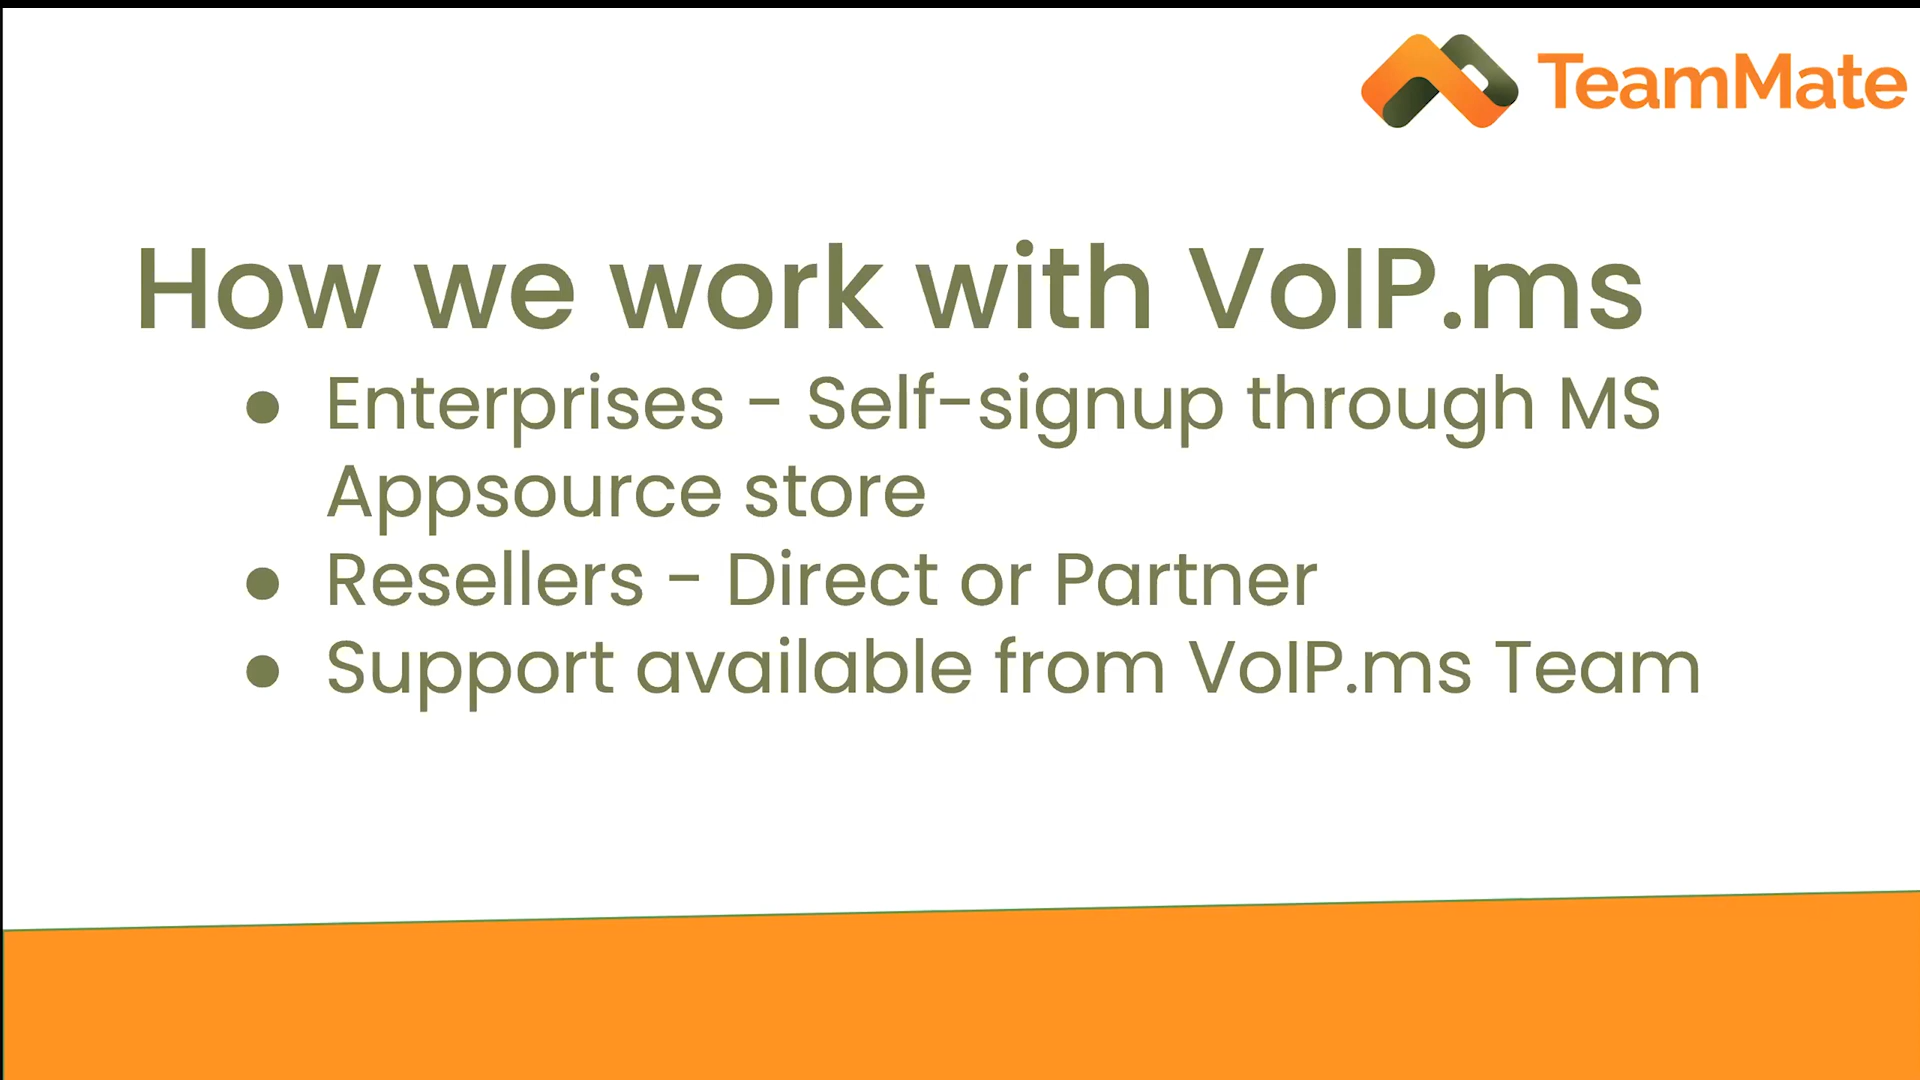 TeamMate
How we work with VoIP.ms
● Enterprises - Self-signup through MS
Appsource store
● Resellers - Direct or Partner
● Support available from VoIP.ms Team